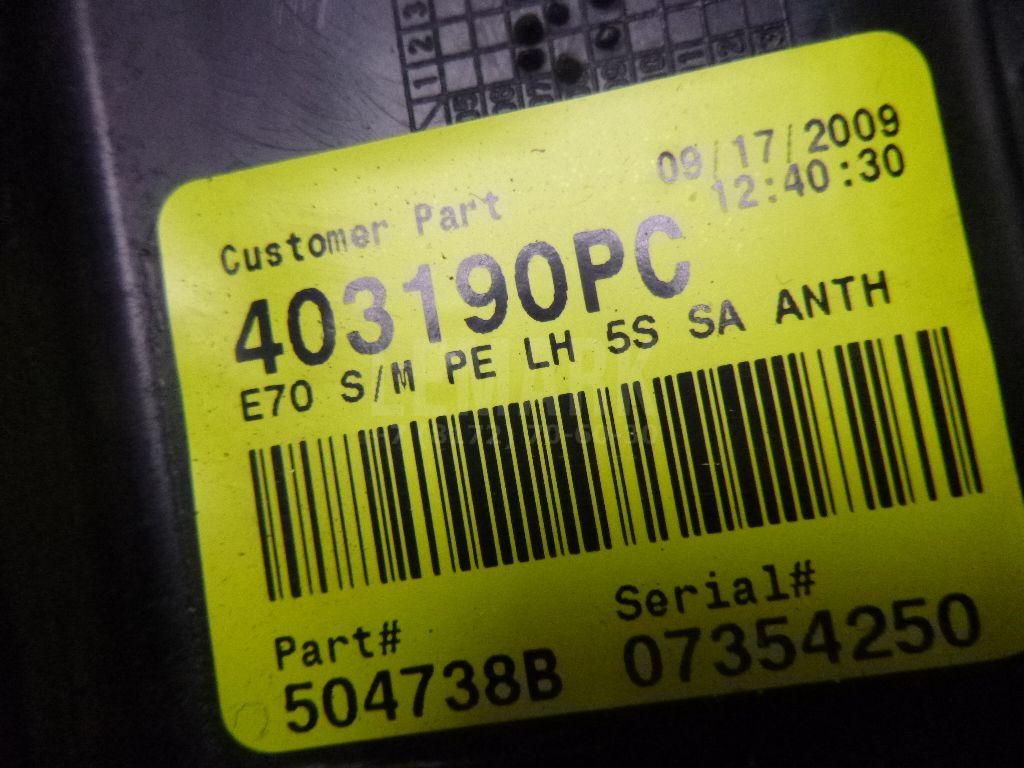 Customer Part
09/17/2009
12:40:30
403190PC
E70 S/M PE LH 5S SA ANTH
LEMARK
Part#
504738B
Serial#
07354250